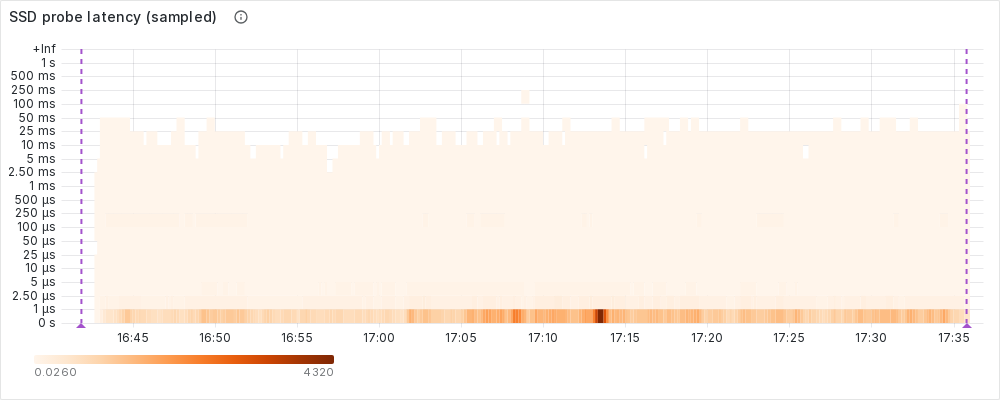 SSD probe latency (sampled)
+Inf
1 s
500 ms
250 ms
100 ms
50 ms
25 ms
10 ms
5 ms
2.50 ms
1 ms
500 µs
250 µs
100 µs
50 µs
25 µs
10 µs
5 µs
2.50 µs
1 µs
0 s
16:45 16:50 16:55 17:00 17:05 17:10 17:15 17:20 17:25 17:30 17:35
0.0260 4320